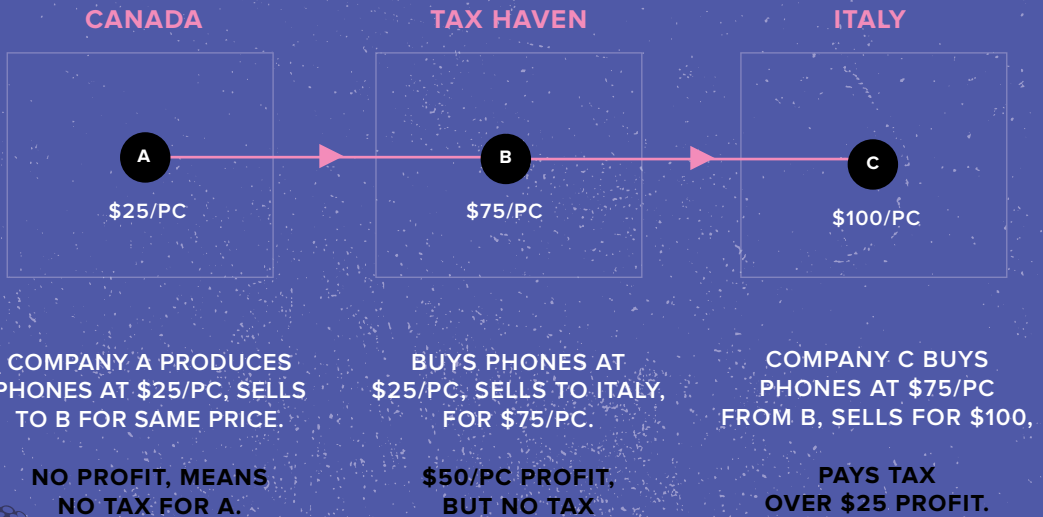 CANADA
TAX HAVEN
ITALY
A
B
C
$25/PC
$75/PC
$100/PC
COMPANY A PRODUCES
PHONES AT $25/PC, SELLS
TO B FOR SAME PRICE.
NO PROFIT, MEANS
NO TAX FOR A.
BUYS PHONES AT
$25/PC, SELLS TO ITALY,
FOR $75/PC.
$50/PC PROFIT,
BUT NO TAX
COMPANY C BUYS
PHONES AT $75/PC
FROM B, SELLS FOR $100,
PAYS TAX
OVER $25 PROFIT.